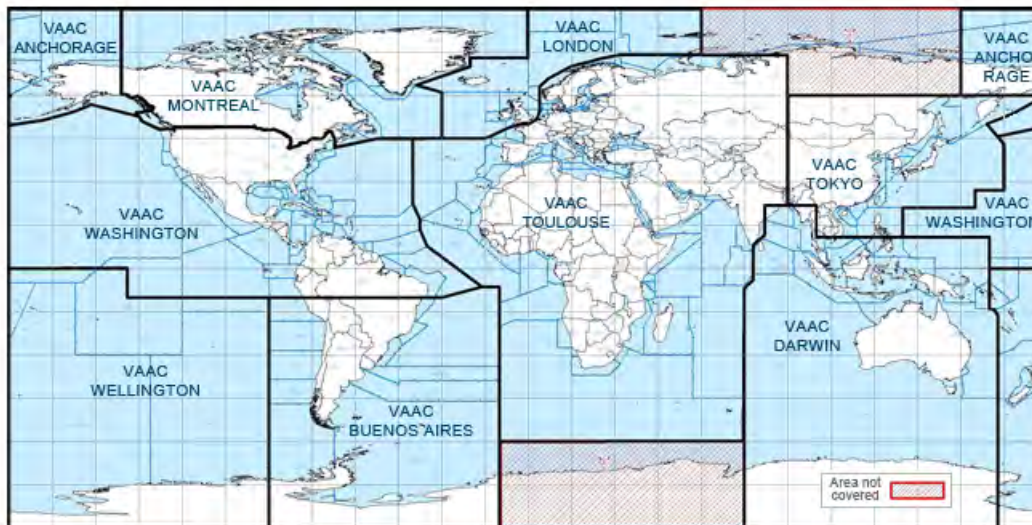 VAAC
ANCHORAGE
VAAC
LONDON
VAAC
ANCHO
RAGE
VAAC
MONTREAL
VAAC
TOKYO
VAAC
WASHINGTON
VAAC
TOULOUSE
VAAC
WASHINGTON
VAAC
DARWIN
VAAC
WELLINGTON
VAAC
BUENOS AIRES
Area not
covered